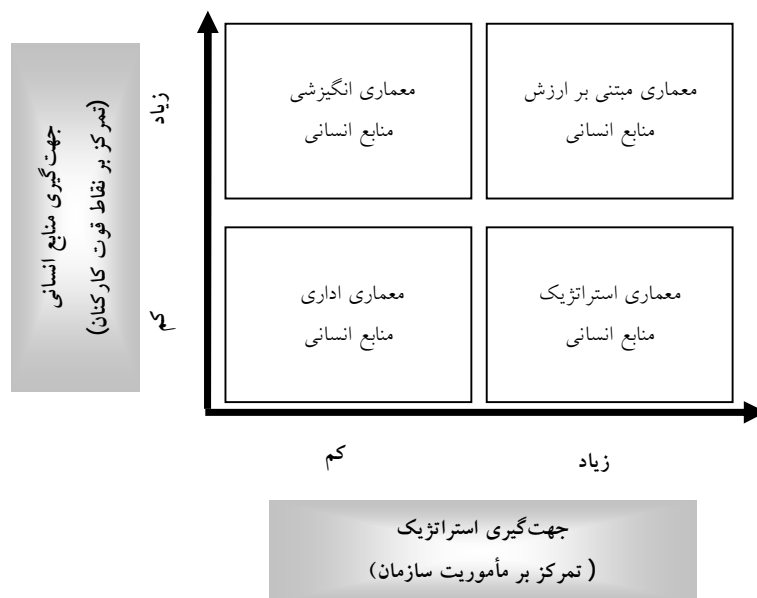 جهت‌گیری منابع انسانی
(تمرکز بر نقاط قوت کارکنان)
زیاد
کم
معماری مبتنی بر ارزش
منابع انسانی
معماری انگیزشی
منابع انسانی
معماری استراتژیک
منابع انسانی
معماری اداری
منابع انسانی
زیاد
کم
جهت‌گیری استراتژیک
( تمرکز بر مأموریت سازمان)